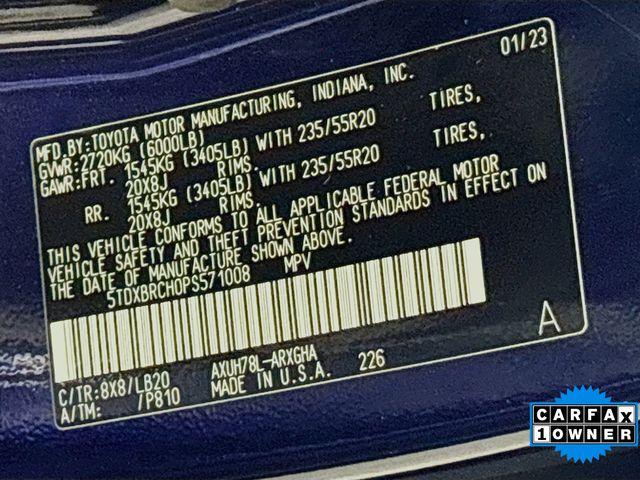 01/23
MFD.BY:TOYOTA MOTOR MANUFACTURING, INDIANA, INC.
GVWR:2720KG (6000LB)
GAWR:FRT. 1545KG (3405LB) WITH 235/55R20 TIRES,
20X8J RIMS.
RR. 1545KG (3405LB) WITH 235/55R20 TIRES,
20X8J RIMS.
THIS VEHICLE CONFORMS TO ALL APPLICABLE FEDERAL MOTOR
VEHICLE SAFETY AND THEFT PREVENTION STANDARDS IN EFFECT ON
THE DATE OF MANUFACTURE SHOWN ABOVE.
5TDXBRCH0PS571008 MPV
A
C/TR:8X8/LB20 AXUH78L-ARXGHA
A/TM: /P810 MADE IN U.S.A. 226
CARFAX
1 OWNER